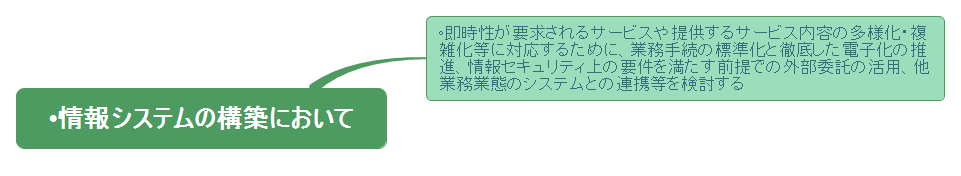 •情報システムの構築において
◦即時性が要求されるサービスや提供するサービス内容の多様化・複
雑化等に対応するために、業務手続の標準化と徹底した電子化の推
進、情報セキュリティ上の要件を満たす前提での外部委託の活用、他
業務業態のシステムとの連携等を検討する